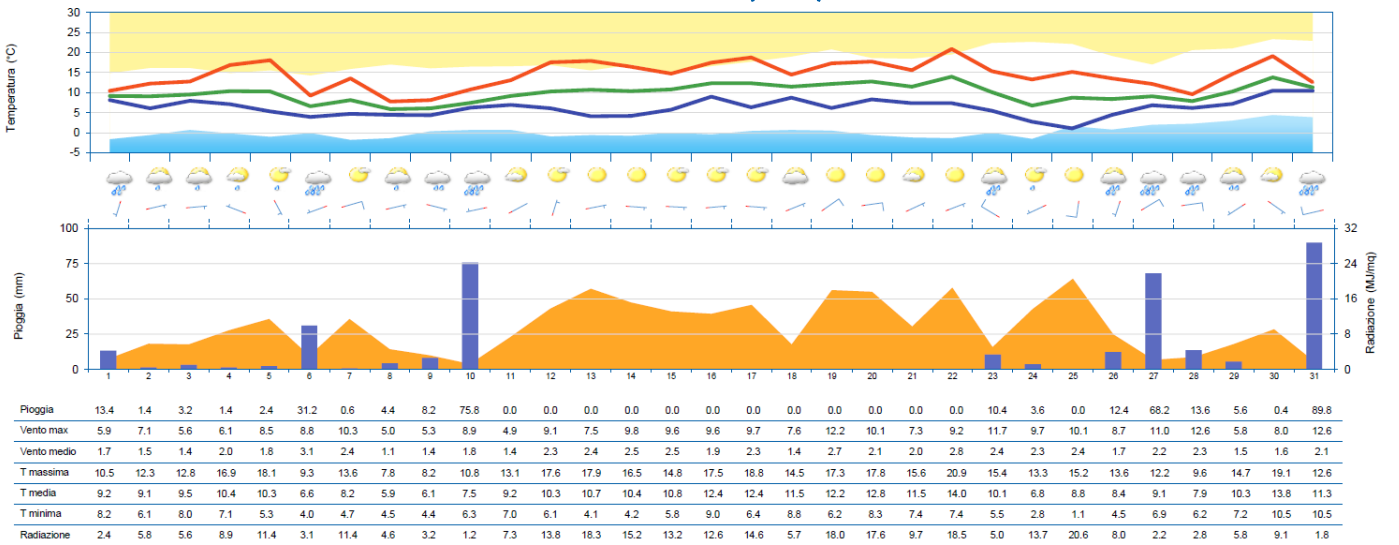 30
25
20
15
10
5
0
-5
Temperatura (°C)
100
75
50
25
0
Pioggia (mm)
32
24
16
8
0
Radiazione (MJ/mq)
1 2 3 4 5 6 7 8 9 10 11 12 13 14 15 16 17 18 19 20 21 22 23 24 25 26 27 28 29 30 31
Pioggia 13.4 1.4 3.2 1.4 2.4 31.2 0.6 4.4 8.2 75.8 0.0 0.0 0.0 0.0 0.0 0.0 0.0 0.0 0.0 0.0 0.0 0.0 10.4 3.6 0.0 12.4 68.2 13.6 5.6 0.4 89.8
Vento max 5.9 7.1 5.6 6.1 8.5 8.8 10.3 5.0 5.3 8.9 4.9 9.1 7.5 9.8 9.6 9.6 9.7 7.6 12.2 10.1 7.3 9.2 11.7 9.7 10.1 8.7 11.0 12.6 5.8 8.0 12.6
Vento medio 1.7 1.5 1.4 2.0 1.8 3.1 2.4 1.1 1.4 1.8 1.4 2.3 2.4 2.5 2.5 1.9 2.3 1.4 2.7 2.1 2.0 2.8 2.4 2.3 2.4 1.7 2.2 2.3 1.5 1.6 2.1
T massima 10.5 12.3 12.8 16.9 18.1 9.3 13.6 7.8 8.2 10.8 13.1 17.6 17.9 16.5 14.8 17.5 18.8 14.5 17.3 17.8 15.6 20.9 15.4 13.3 15.2 13.6 12.2 9.6 14.7 19.1 12.6
T media 9.2 9.1 9.5 10.4 10.3 6.6 8.2 5.9 6.1 7.5 9.2 10.3 10.7 10.4 10.8 12.4 12.4 11.5 12.2 12.8 11.5 14.0 10.1 6.8 8.8 8.4 9.1 7.9 10.3 13.8 11.3
T minima 8.2 6.1 8.0 7.1 5.3 4.0 4.7 4.5 4.4 6.3 7.0 6.1 4.1 4.2 5.8 9.0 6.4 8.8 6.2 8.3 7.4 7.4 5.5 2.8 1.1 4.5 6.9 6.2 7.2 10.5 10.5
Radiazione 2.4 5.8 5.6 8.9 11.4 3.1 11.4 4.6 3.2 1.2 7.3 13.8 18.3 15.2 13.2 12.6 14.6 5.7 18.0 17.6 9.7 18.5 5.0 13.7 20.6 8.0 2.2 2.8 5.8 9.1 1.8